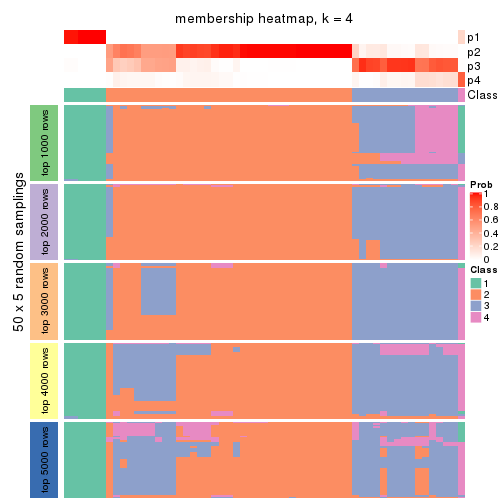 membership heatmap, k = 4
p1
p2
p3
p4
Class
50 x 5 random samplings
top 1000 rows
top 2000 rows
top 3000 rows
top 4000 rows
top 5000 rows
Prob
1
0.8
0.6
0.4
0.2
0
Class
1
2
3
4